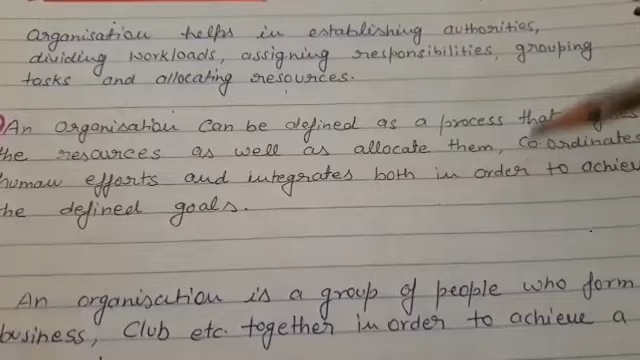 Organisation helps in establishing authorities,
dividing workloads, assigning responsibilities, grouping
tasks and allocating resources.
An organisation can be defined as a process that
the resources as well as allocate them, co-ordinates
human efforts and integrates both in order to achieve
the defined goals.
An organisation is a group of people who form
business, Club etc. together in order to achieve a